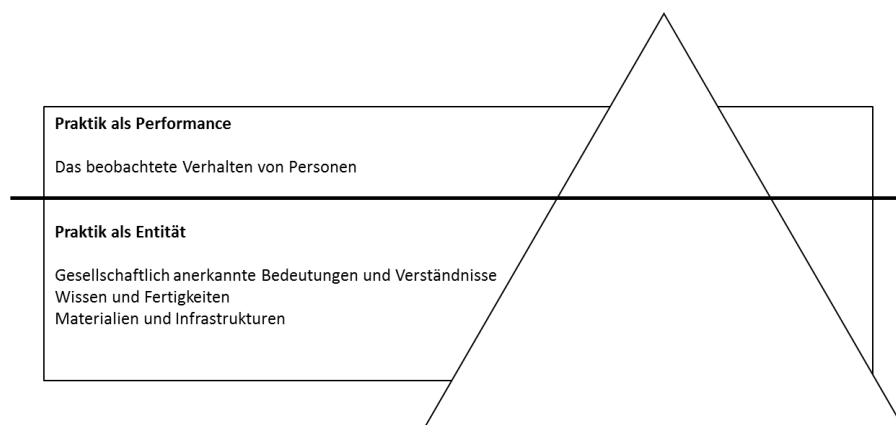 Praktik als Performance
Das beobachtete Verhalten von Personen
Praktik als Entität
Gesellschaftlich anerkannte Bedeutungen und Verständnisse
Wissen und Fertigkeiten
Materialien und Infrastrukturen